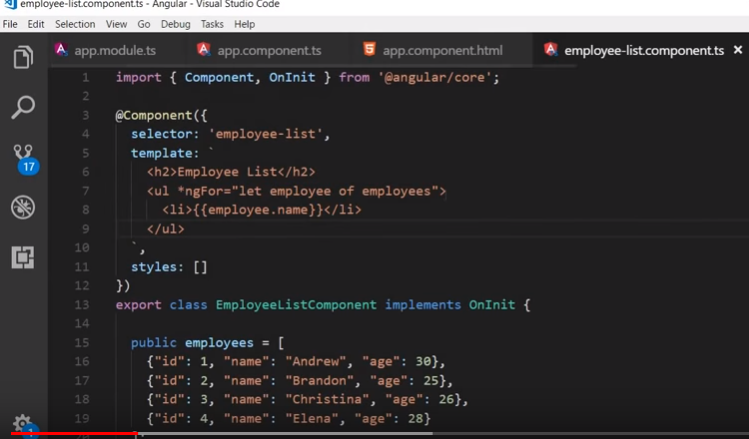 employee-list.component.ts - Angular - Visual Studio Code
File Edit Selection View Go Debug Tasks Help
app.module.ts app.component.ts app.component.html employee-list.component.ts
1 import { Component, OnInit } from '@angular/core';
2
3 @Component({
4 selector: 'employee-list',
5 template: `
6 <h2>Employee List</h2>
7 <ul *ngFor="let employee of employees">
8 <li>{{employee.name}}</li>
9 </ul>
10 `,
11 styles: []
12 })
13 export class EmployeeListComponent implements OnInit {
14
15 public employees = [
16 {"id": 1, "name": "Andrew", "age": 30},
17 {"id": 2, "name": "Brandon", "age": 25},
18 {"id": 3, "name": "Christina", "age": 26},
19 {"id": 4, "name": "Elena", "age": 28}
17
1